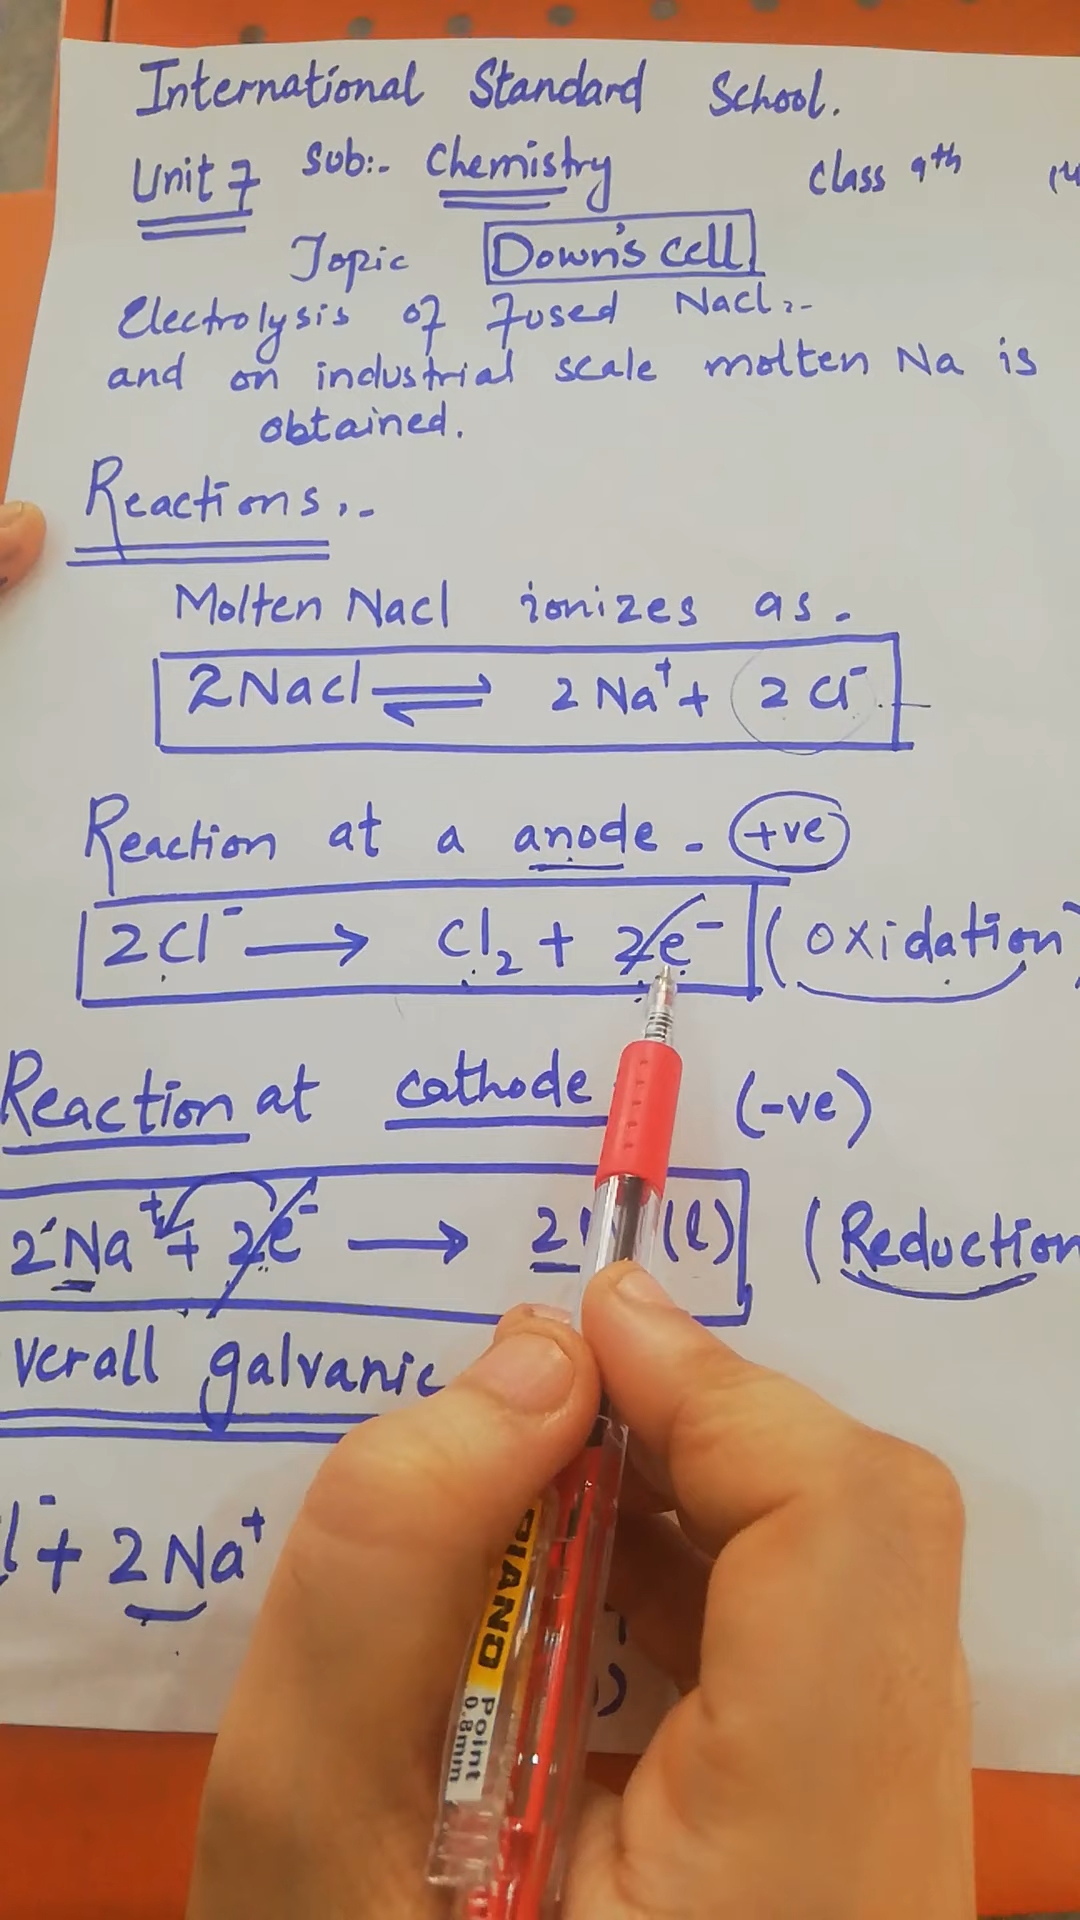 International Standard School.
Unit 7 Sub:- Chemistry Class 9th
Topic Down's cell
Electrolysis of fused Nacl:-
and on industrial scale molten Na is
obtained.
Reactions:-
Molten Nacl ionizes as.
2Nacl ⇌ 2Na⁺ + 2Cl⁻
Reaction at a anode - +ve
2Cl⁻ → Cl₂ + 2e⁻ (oxidation)
Reaction at cathode (-ve)
2Na⁺ + 2e⁻ → 2 (l) (Reduction
verall galvanic
l⁻ + 2Na⁺
PIANO Point
0.8mm